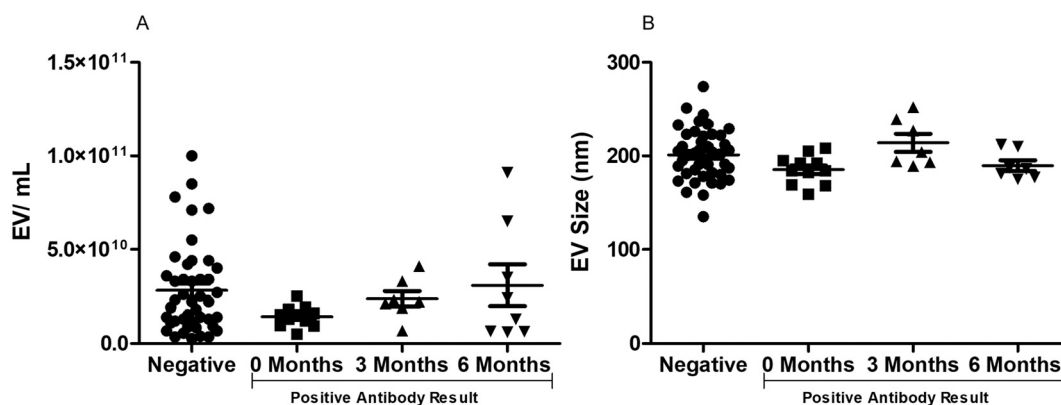 A
EV/ mL
1.5×10¹¹
1.0×10¹¹
5.0×10¹⁰
0.0
Negative 0 Months 3 Months 6 Months
Positive Antibody Result
B
EV Size (nm)
300
200
100
0
Negative 0 Months 3 Months 6 Months
Positive Antibody Result